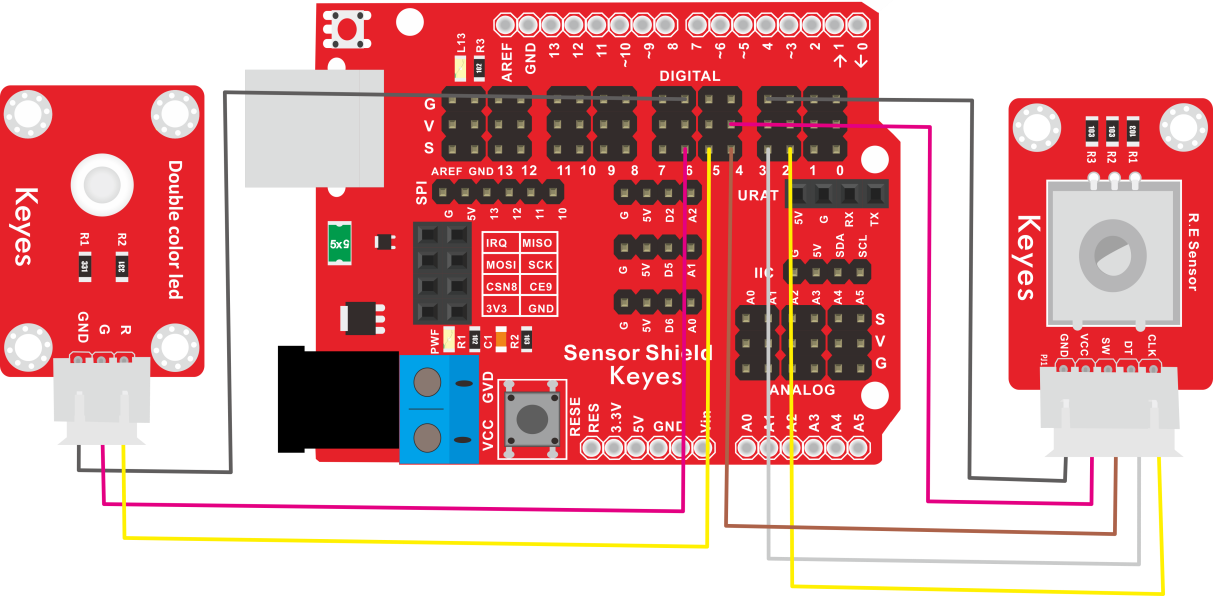 Keyes
Double color led
R1
R2
331
131
GND
G
R
L13
R3
102
AREF
GND
13
12
11
~10
~9
8
7
~6
~5
4
~3
2
→1
←0
DIGITAL
G
V
S
AREF GND 13 12 11 10 9 8 7 6 5 4 3 2 1 0
SPI
G
5V
13
12
11
10
G
5V
D2
A2
G
5V
D5
A1
G
5V
D6
A0
URAT
5V
G
RX
TX
IIC
G
5V
SDA
SCL
5x5
IRQ MISO
MOSI SCK
CSN8 CE9
3V3 GND
PWF
R1
102
C1
R2
103
A0
A1
A2
A3
A4
A5
S
V
G
ANALOG
Sensor Shield
Keyes
GVD
VCC
RESE
RES
3.3V
5V
GND
Vin
A0
A1
A2
A3
A4
A5
103
103
103
R3
R2
R1
Keyes
R.E Sensor
PJ1
GND
VCC
SW
DT
CLK